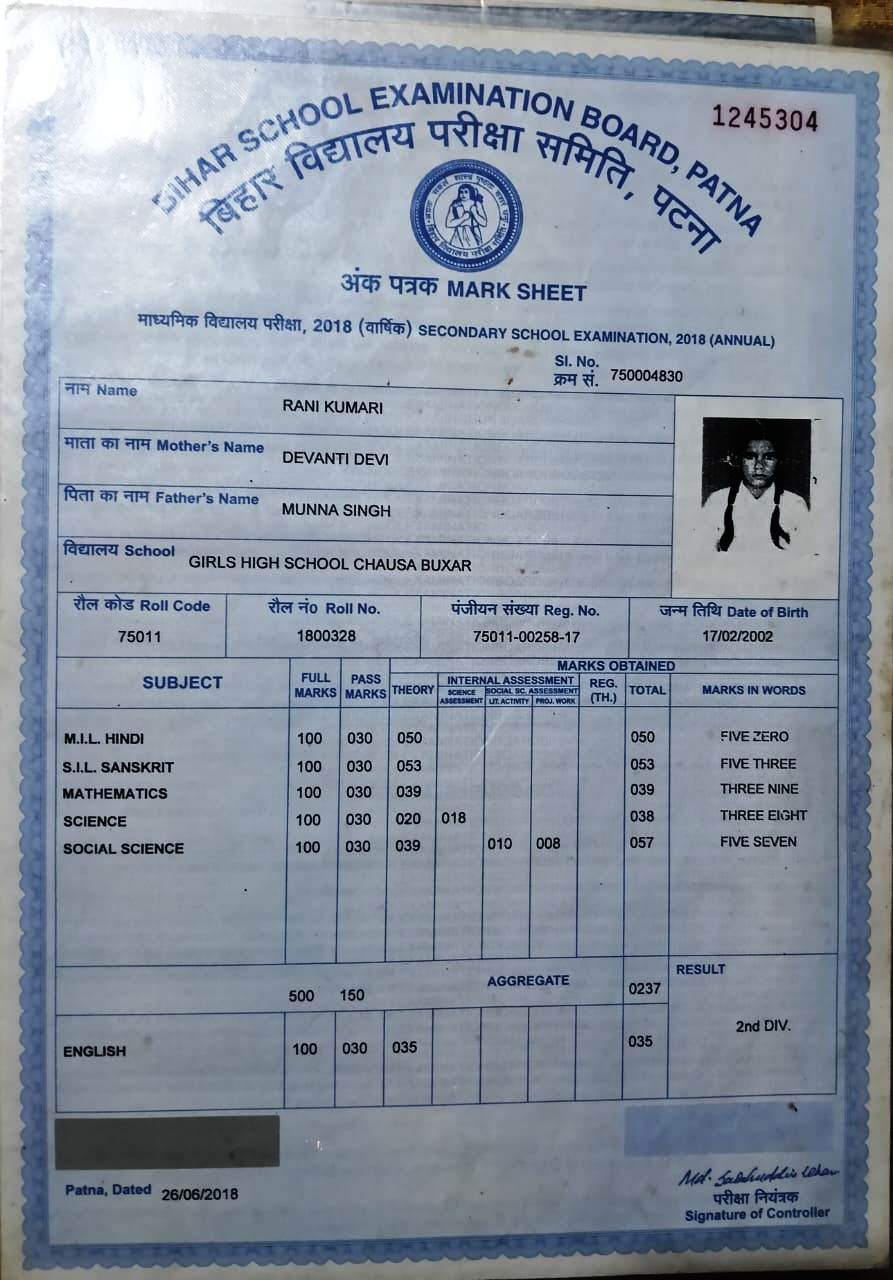 1245304
BIHAR SCHOOL EXAMINATION BOARD, PATNA
बिहार विद्यालय परीक्षा समिति, पटना
अंक पत्रक MARK SHEET
माध्यमिक विद्यालय परीक्षा, 2018 (वार्षिक) SECONDARY SCHOOL EXAMINATION, 2018 (ANNUAL)
Sl. No.
क्रम सं. 750004830
नाम Name
RANI KUMARI
माता का नाम Mother's Name
DEVANTI DEVI
पिता का नाम Father's Name
MUNNA SINGH
विद्यालय School
GIRLS HIGH SCHOOL CHAUSA BUXAR
रौल कोड Roll Code रौल नं० Roll No. पंजीयन संख्या Reg. No. जन्म तिथि Date of Birth
75011 1800328 75011-00258-17 17/02/2002
MARKS OBTAINED
SUBJECT FULL MARKS PASS MARKS THEORY INTERNAL ASSESSMENT REG. (TH.) TOTAL MARKS IN WORDS
SCIENCE ASSESSMENT SOCIAL SC. ASSESSMENT
LIT. ACTIVITY PROJ. WORK
M.I.L. HINDI 100 030 050 050 FIVE ZERO
S.I.L. SANSKRIT 100 030 053 053 FIVE THREE
MATHEMATICS 100 030 039 039 THREE NINE
SCIENCE 100 030 020 018 038 THREE EIGHT
SOCIAL SCIENCE 100 030 039 010 008 057 FIVE SEVEN
500 150 AGGREGATE 0237 RESULT
2nd DIV.
ENGLISH 100 030 035 035
Patna, Dated 26/06/2018
परीक्षा नियंत्रक
Signature of Controller